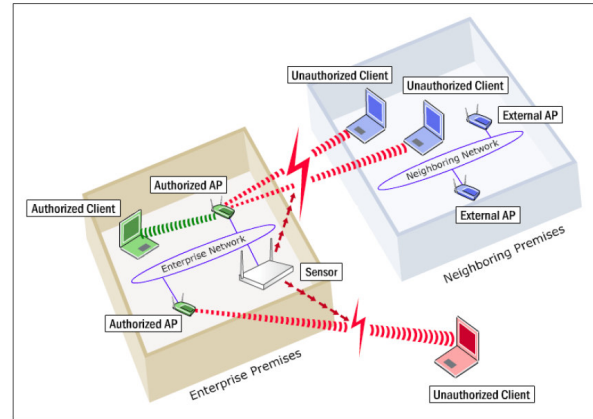 Unauthorized Client
Unauthorized Client
External AP
Neighboring Network
External AP
Neighboring Premises
Authorized AP
Authorized Client
Enterprise Network
Sensor
Authorized AP
Enterprise Premises
Unauthorized Client